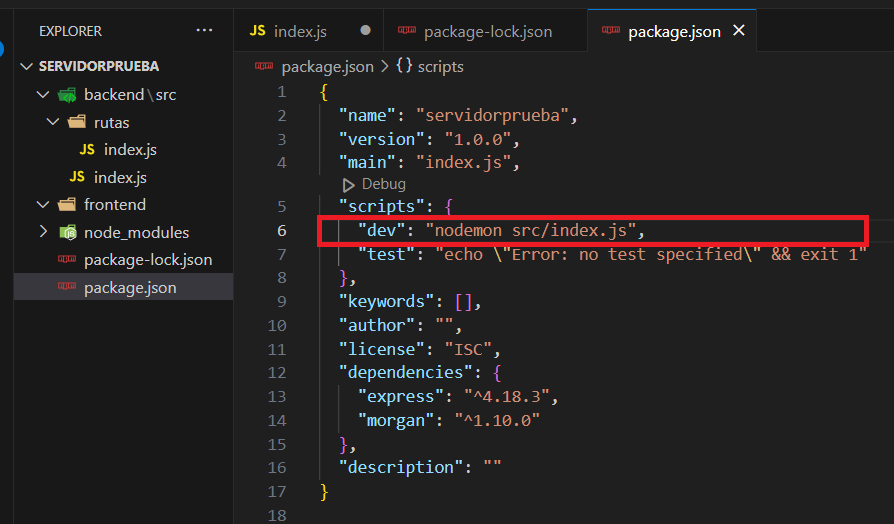 EXPLORER ...
JS index.js ● package-lock.json package.json ×
SERVIDORPRUEBA
package.json > {} scripts
backend\src
rutas
JS index.js
JS index.js
frontend
node_modules
package-lock.json
package.json
1 {
2 "name": "servidorprueba",
3 "version": "1.0.0",
4 "main": "index.js",
Debug
5 "scripts": {
6 "dev": "nodemon src/index.js",
7 "test": "echo \"Error: no test specified\" && exit 1"
8 },
9 "keywords": [],
10 "author": "",
11 "license": "ISC",
12 "dependencies": {
13 "express": "^4.18.3",
14 "morgan": "^1.10.0"
15 },
16 "description": ""
17 }
18